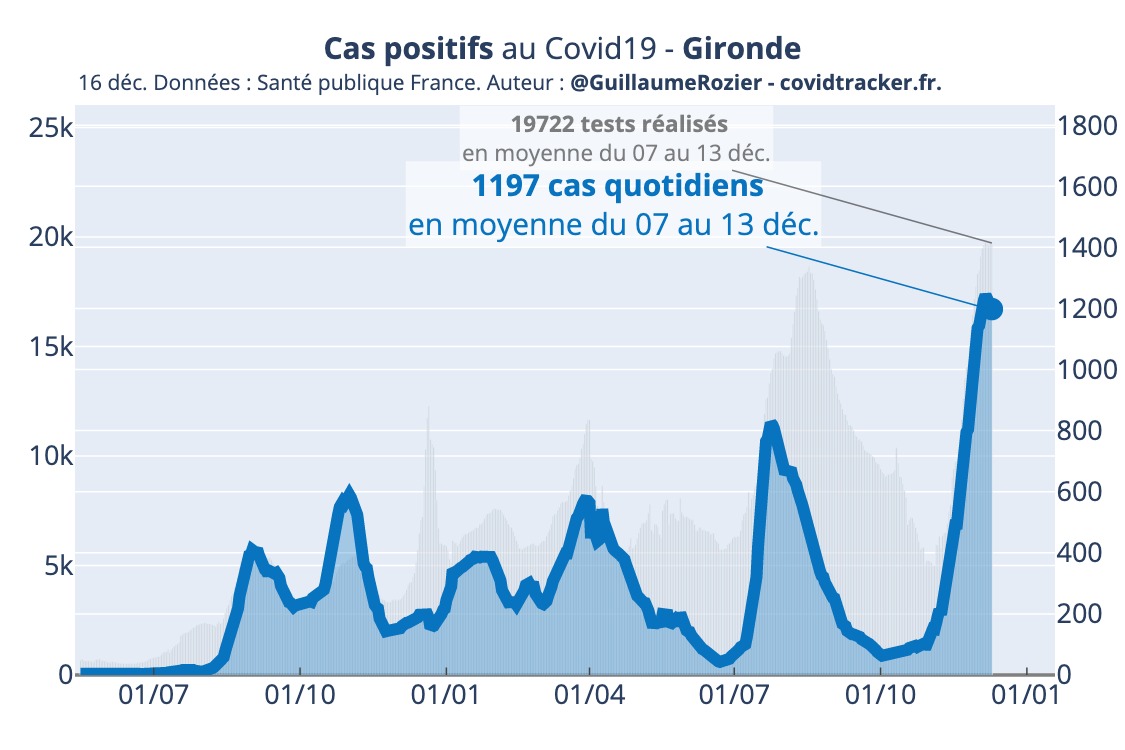 Cas positifs au Covid19 - Gironde
16 déc. Données : Santé publique France. Auteur : @GuillaumeRozier - covidtracker.fr.
19722 tests réalisés
en moyenne du 07 au 13 déc.
1197 cas quotidiens
en moyenne du 07 au 13 déc.
25k
20k
15k
10k
5k
0
1800
1600
1400
1200
1000
800
600
400
200
0
01/07
01/10
01/01
01/04
01/07
01/10
01/01